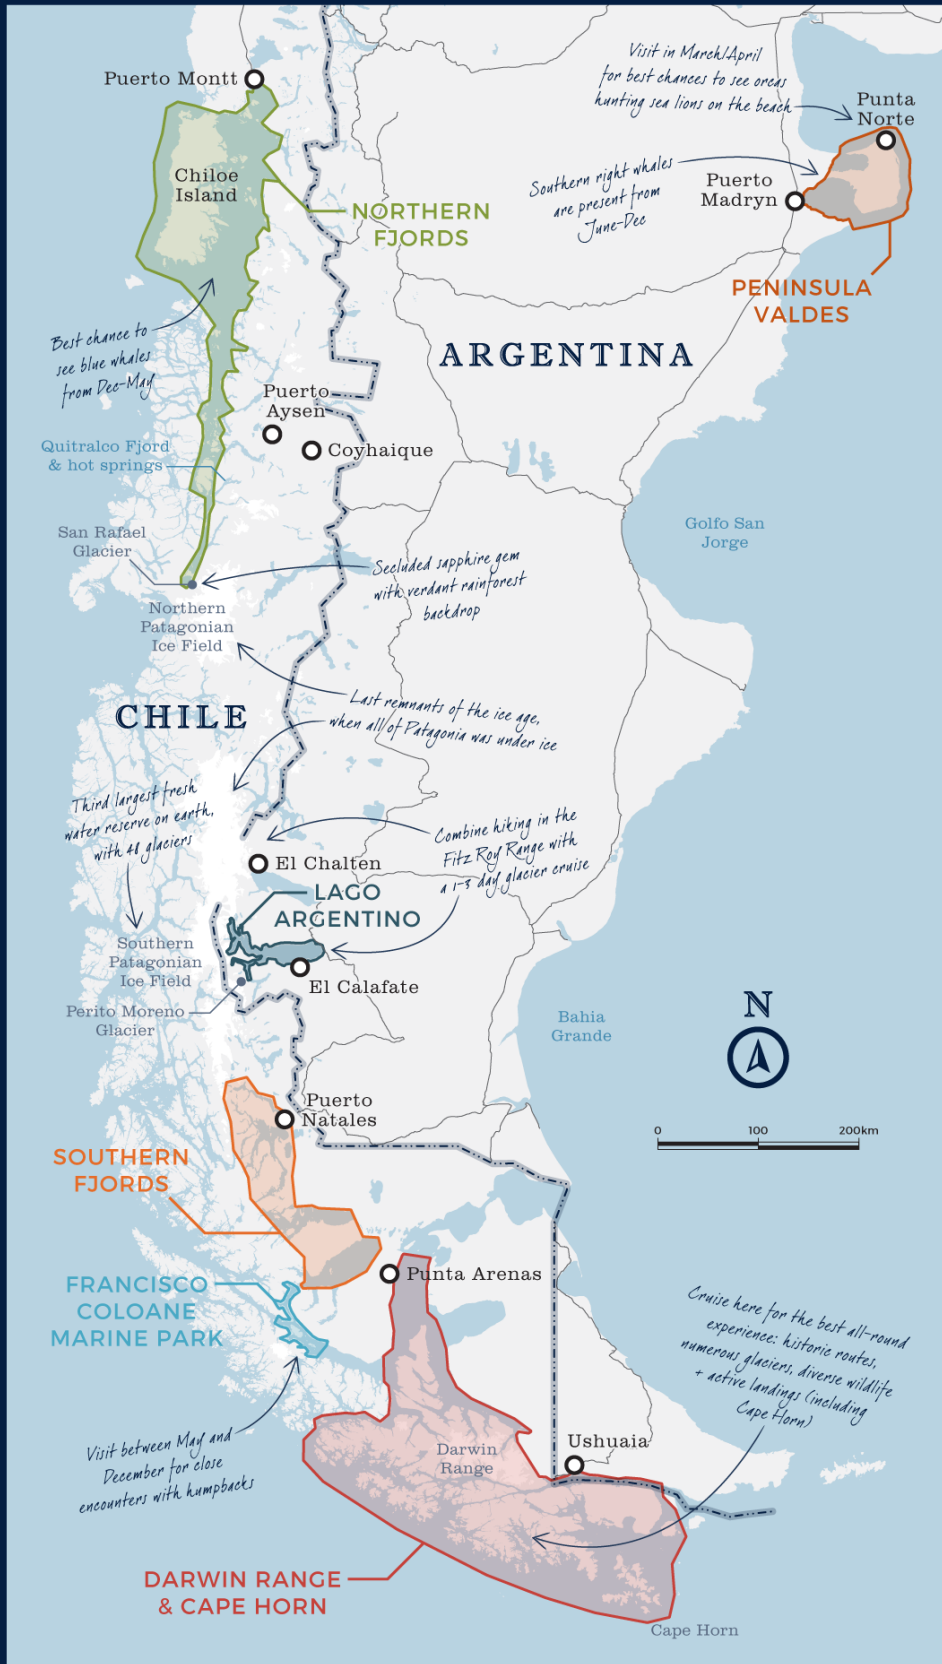 Visit in March/April
for best chances to see orcas
hunting sea lions on the beach
Punta
Norte
Puerto Montt
Chiloe
Island
Southern right whales
are present from
June-Dec
Puerto
Madryn
NORTHERN
FJORDS
PENINSULA
VALDES
Best chance to
see blue whales
from Dec-May
ARGENTINA
Puerto
Aysen
Coyhaique
Quitralco Fjord
& hot springs
San Rafael
Glacier
Golfo San
Jorge
Secluded sapphire gem
with verdant rainforest
backdrop
Northern
Patagonian
Ice Field
CHILE
Last remnants of the ice age,
when all of Patagonia was under ice
Third largest fresh
water reserve on earth,
with 48 glaciers
Combine hiking in the
Fitz Roy Range with
a 1-3 day glacier cruise
El Chalten
LAGO
ARGENTINO
Southern
Patagonian
Ice Field
El Calafate
Perito Moreno
Glacier
Bahia
Grande
N
Puerto
Natales
0 100 200km
SOUTHERN
FJORDS
Punta Arenas
FRANCISCO
COLOANE
MARINE PARK
Cruise here for the best all-round
experience: historic routes,
numerous glaciers, diverse wildlife
+ active landings (including
Cape Horn)
Visit between May and
December for close
encounters with humpbacks
Darwin
Range
Ushuaia
DARWIN RANGE
& CAPE HORN
Cape Horn